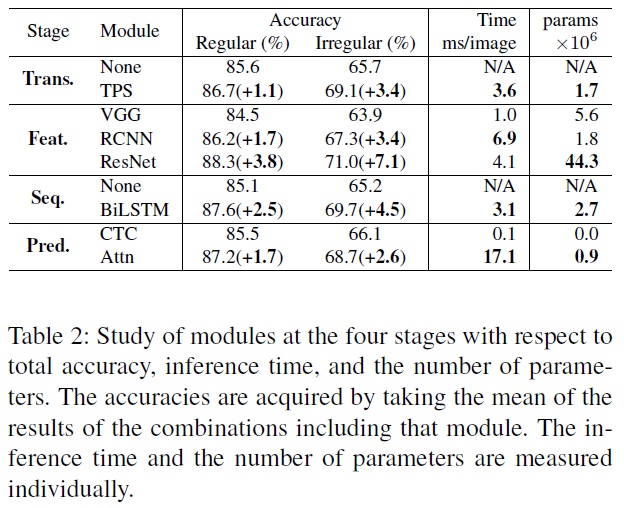 Stage Module Accuracy Time params
Regular (%) Irregular (%) ms/image ×10⁶
Trans. None 85.6 65.7 N/A N/A
TPS 86.7(+1.1) 69.1(+3.4) 3.6 1.7
Feat. VGG 84.5 63.9 1.0 5.6
RCNN 86.2(+1.7) 67.3(+3.4) 6.9 1.8
ResNet 88.3(+3.8) 71.0(+7.1) 4.1 44.3
Seq. None 85.1 65.2 N/A N/A
BiLSTM 87.6(+2.5) 69.7(+4.5) 3.1 2.7
Pred. CTC 85.5 66.1 0.1 0.0
Attn 87.2(+1.7) 68.7(+2.6) 17.1 0.9
Table 2: Study of modules at the four stages with respect to
total accuracy, inference time, and the number of parame-
ters. The accuracies are acquired by taking the mean of the
results of the combinations including that module. The in-
ference time and the number of parameters are measured
individually.